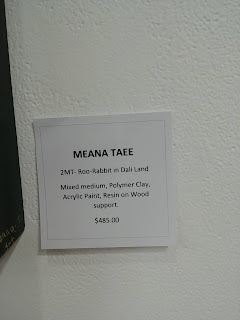 MEANA TAEE
2MT- Roo-Rabbit in Dali Land
Mixed medium, Polymer Clay,
Acrylic Paint, Resin on Wood
support.
$485.00